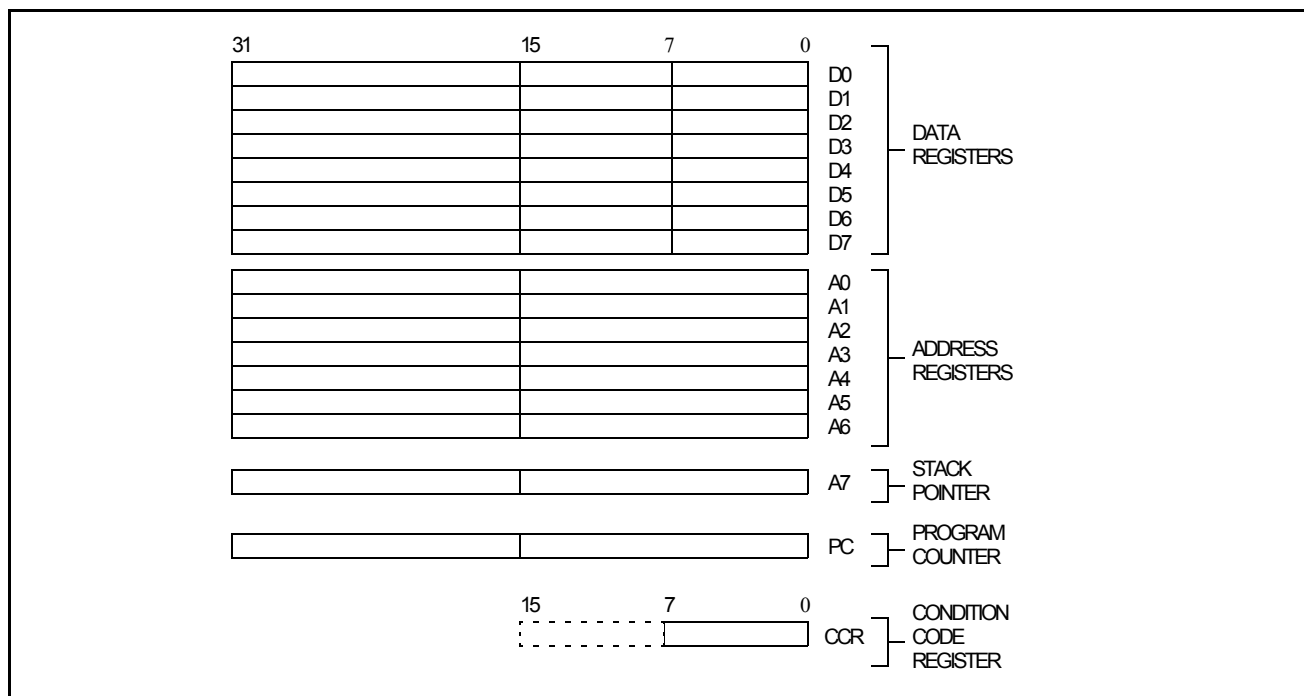 31 15 7 0
D0
D1
D2
D3
D4
D5
D6
D7
DATA
REGISTERS
A0
A1
A2
A3
A4
A5
A6
ADDRESS
REGISTERS
A7
STACK
POINTER
PC
PROGRAM
COUNTER
15 7 0
CCR
CONDITION
CODE
REGISTER